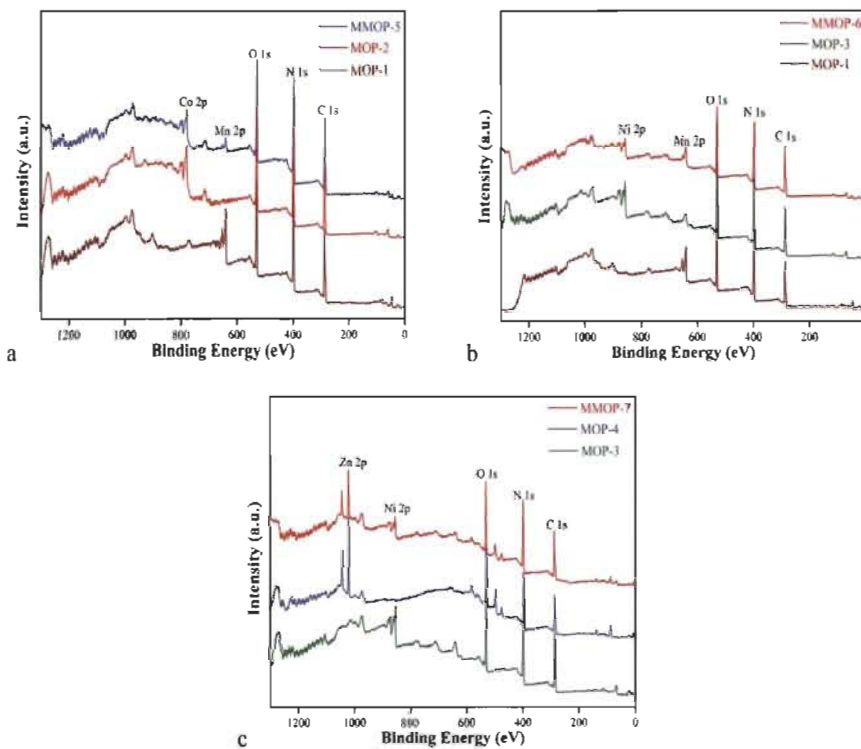 MMOP-5
MOP-2
MOP-1
O 1s
N 1s
C 1s
Co 2p
Mn 2p
Intensity (a.u.)
1200 1000 800 600 400 200 0
Binding Energy (eV)
a
MMOP-6
MOP-3
MOP-1
O 1s
N 1s
C 1s
Ni 2p
Mn 2p
Intensity (a.u.)
1200 1000 800 600 400 200
Binding Energy (eV)
b
MMOP-7
MOP-4
MOP-3
Zn 2p
O 1s
N 1s
C 1s
Ni 2p
Intensity (a.u.)
1200 1000 800 600 400 200 0
Binding Energy (eV)
c